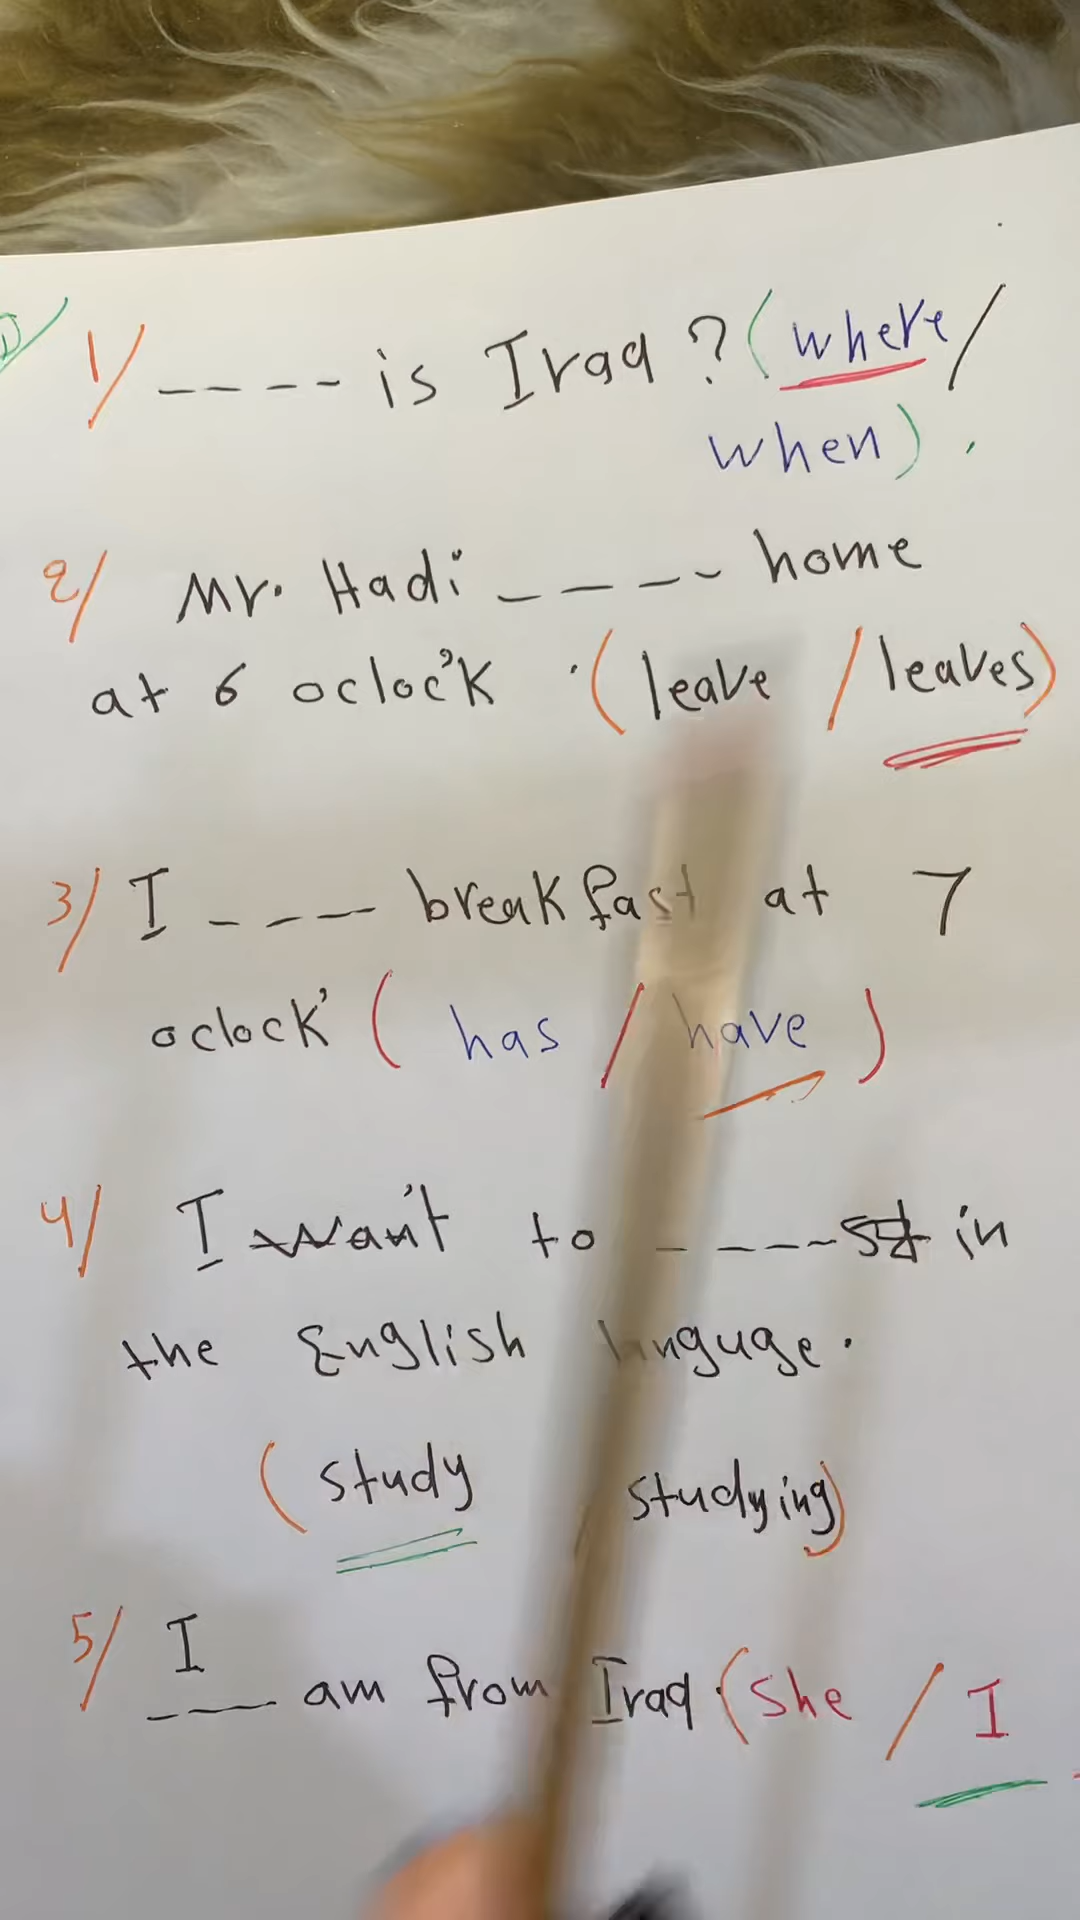 1/ ---- is Iraq ? (where /
when) .
2/ Mr. Hadi ---- home
at 6 oclock' . (leave / leaves)
3/ I ---- breakfast at 7
oclock' ( has / have )
4/ I want to ----- in
the English languge .
( study studying)
5/ I
--- am from Iraq . (she / I